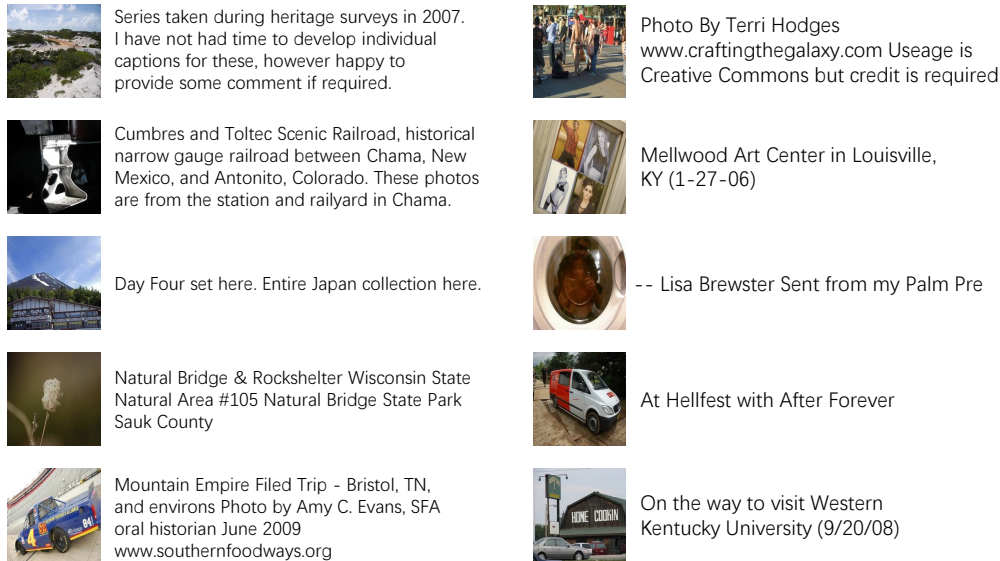 Series taken during heritage surveys in 2007.
I have not had time to develop individual
captions for these, however happy to
provide some comment if required.
Cumbres and Toltec Scenic Railroad, historical
narrow gauge railroad between Chama, New
Mexico, and Antonito, Colorado. These photos
are from the station and railyard in Chama.
Day Four set here. Entire Japan collection here.
Natural Bridge & Rockshelter Wisconsin State
Natural Area #105 Natural Bridge State Park
Sauk County
Mountain Empire Filed Trip - Bristol, TN,
and environs Photo by Amy C. Evans, SFA
oral historian June 2009
www.southernfoodways.org
4
Photo By Terri Hodges
www.craftingthegalaxy.com Useage is
Creative Commons but credit is required
Mellwood Art Center in Louisville,
KY (1-27-06)
-- Lisa Brewster Sent from my Palm Pre
At Hellfest with After Forever
HOME COOKIN
On the way to visit Western
Kentucky University (9/20/08)